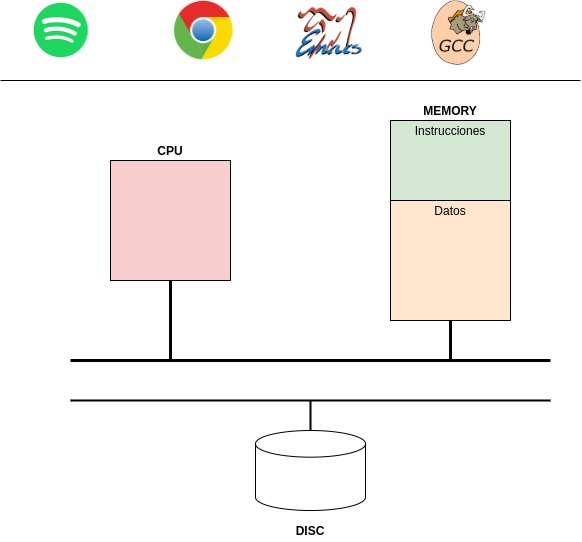 Emacs
GCC
MEMORY
Instrucciones
CPU
Datos
DISC